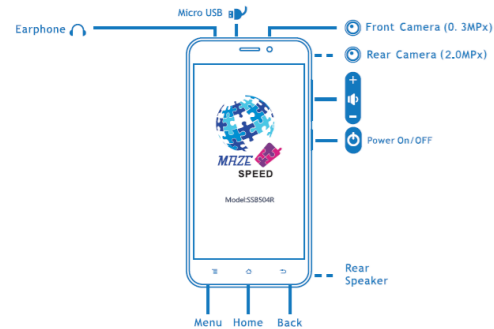 Micro USB
Earphone
Front Camera (0. 3MPx)
Rear Camera (2.0MPx)
+
−
Power On/OFF
MAZE
SPEED
Model:SSB504R
Rear
Speaker
Menu Home Back